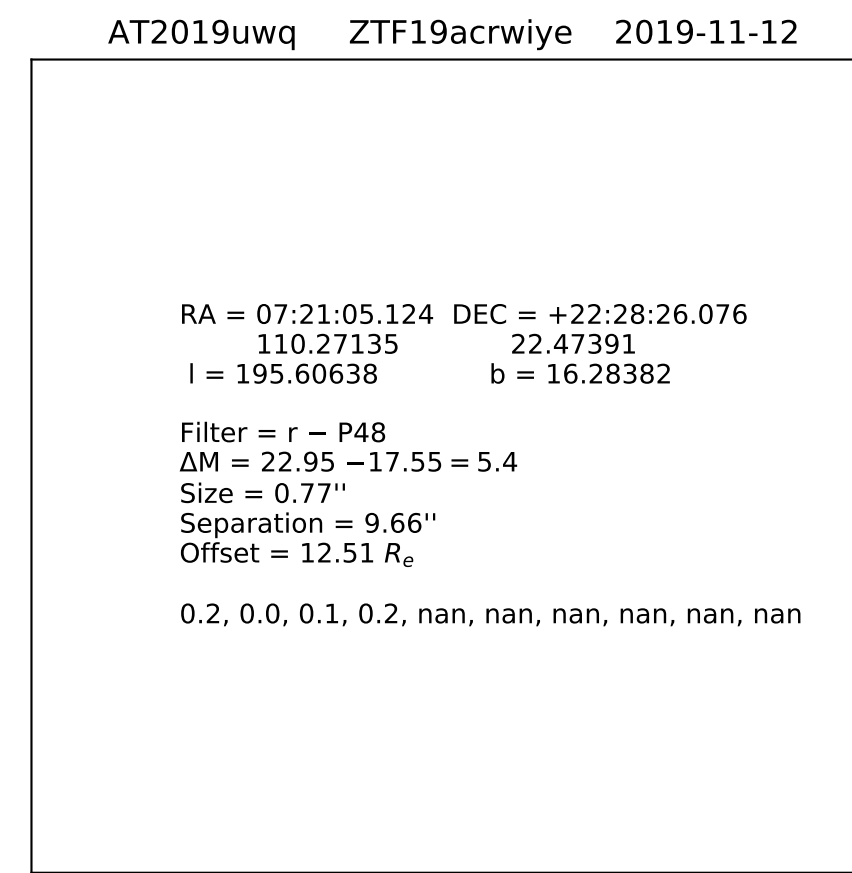 AT2019uwq ZTF19acrwiye 2019-11-12
RA = 07:21:05.124 DEC = +22:28:26.076
110.27135 22.47391
l = 195.60638 b = 16.28382
Filter = r − P48
ΔM = 22.95 −17.55 = 5.4
Size = 0.77''
Separation = 9.66''
Offset = 12.51 Rₑ
0.2, 0.0, 0.1, 0.2, nan, nan, nan, nan, nan, nan